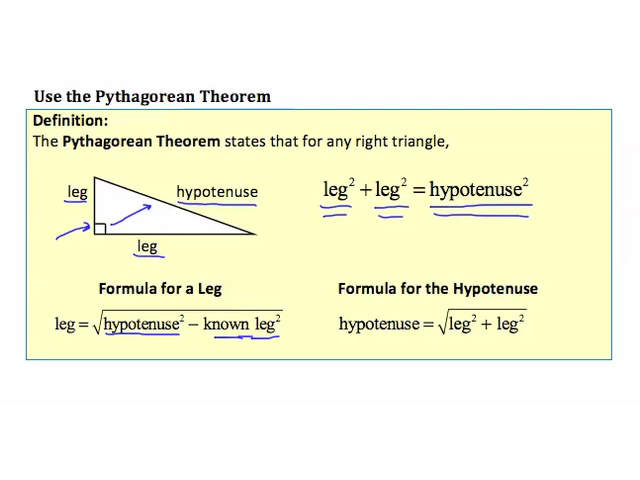 Use the Pythagorean Theorem
Definition:
The Pythagorean Theorem states that for any right triangle,
leg
hypotenuse
leg
leg² + leg² = hypotenuse²
Formula for a Leg
leg = √hypotenuse² − known leg²
Formula for the Hypotenuse
hypotenuse = √leg² + leg²